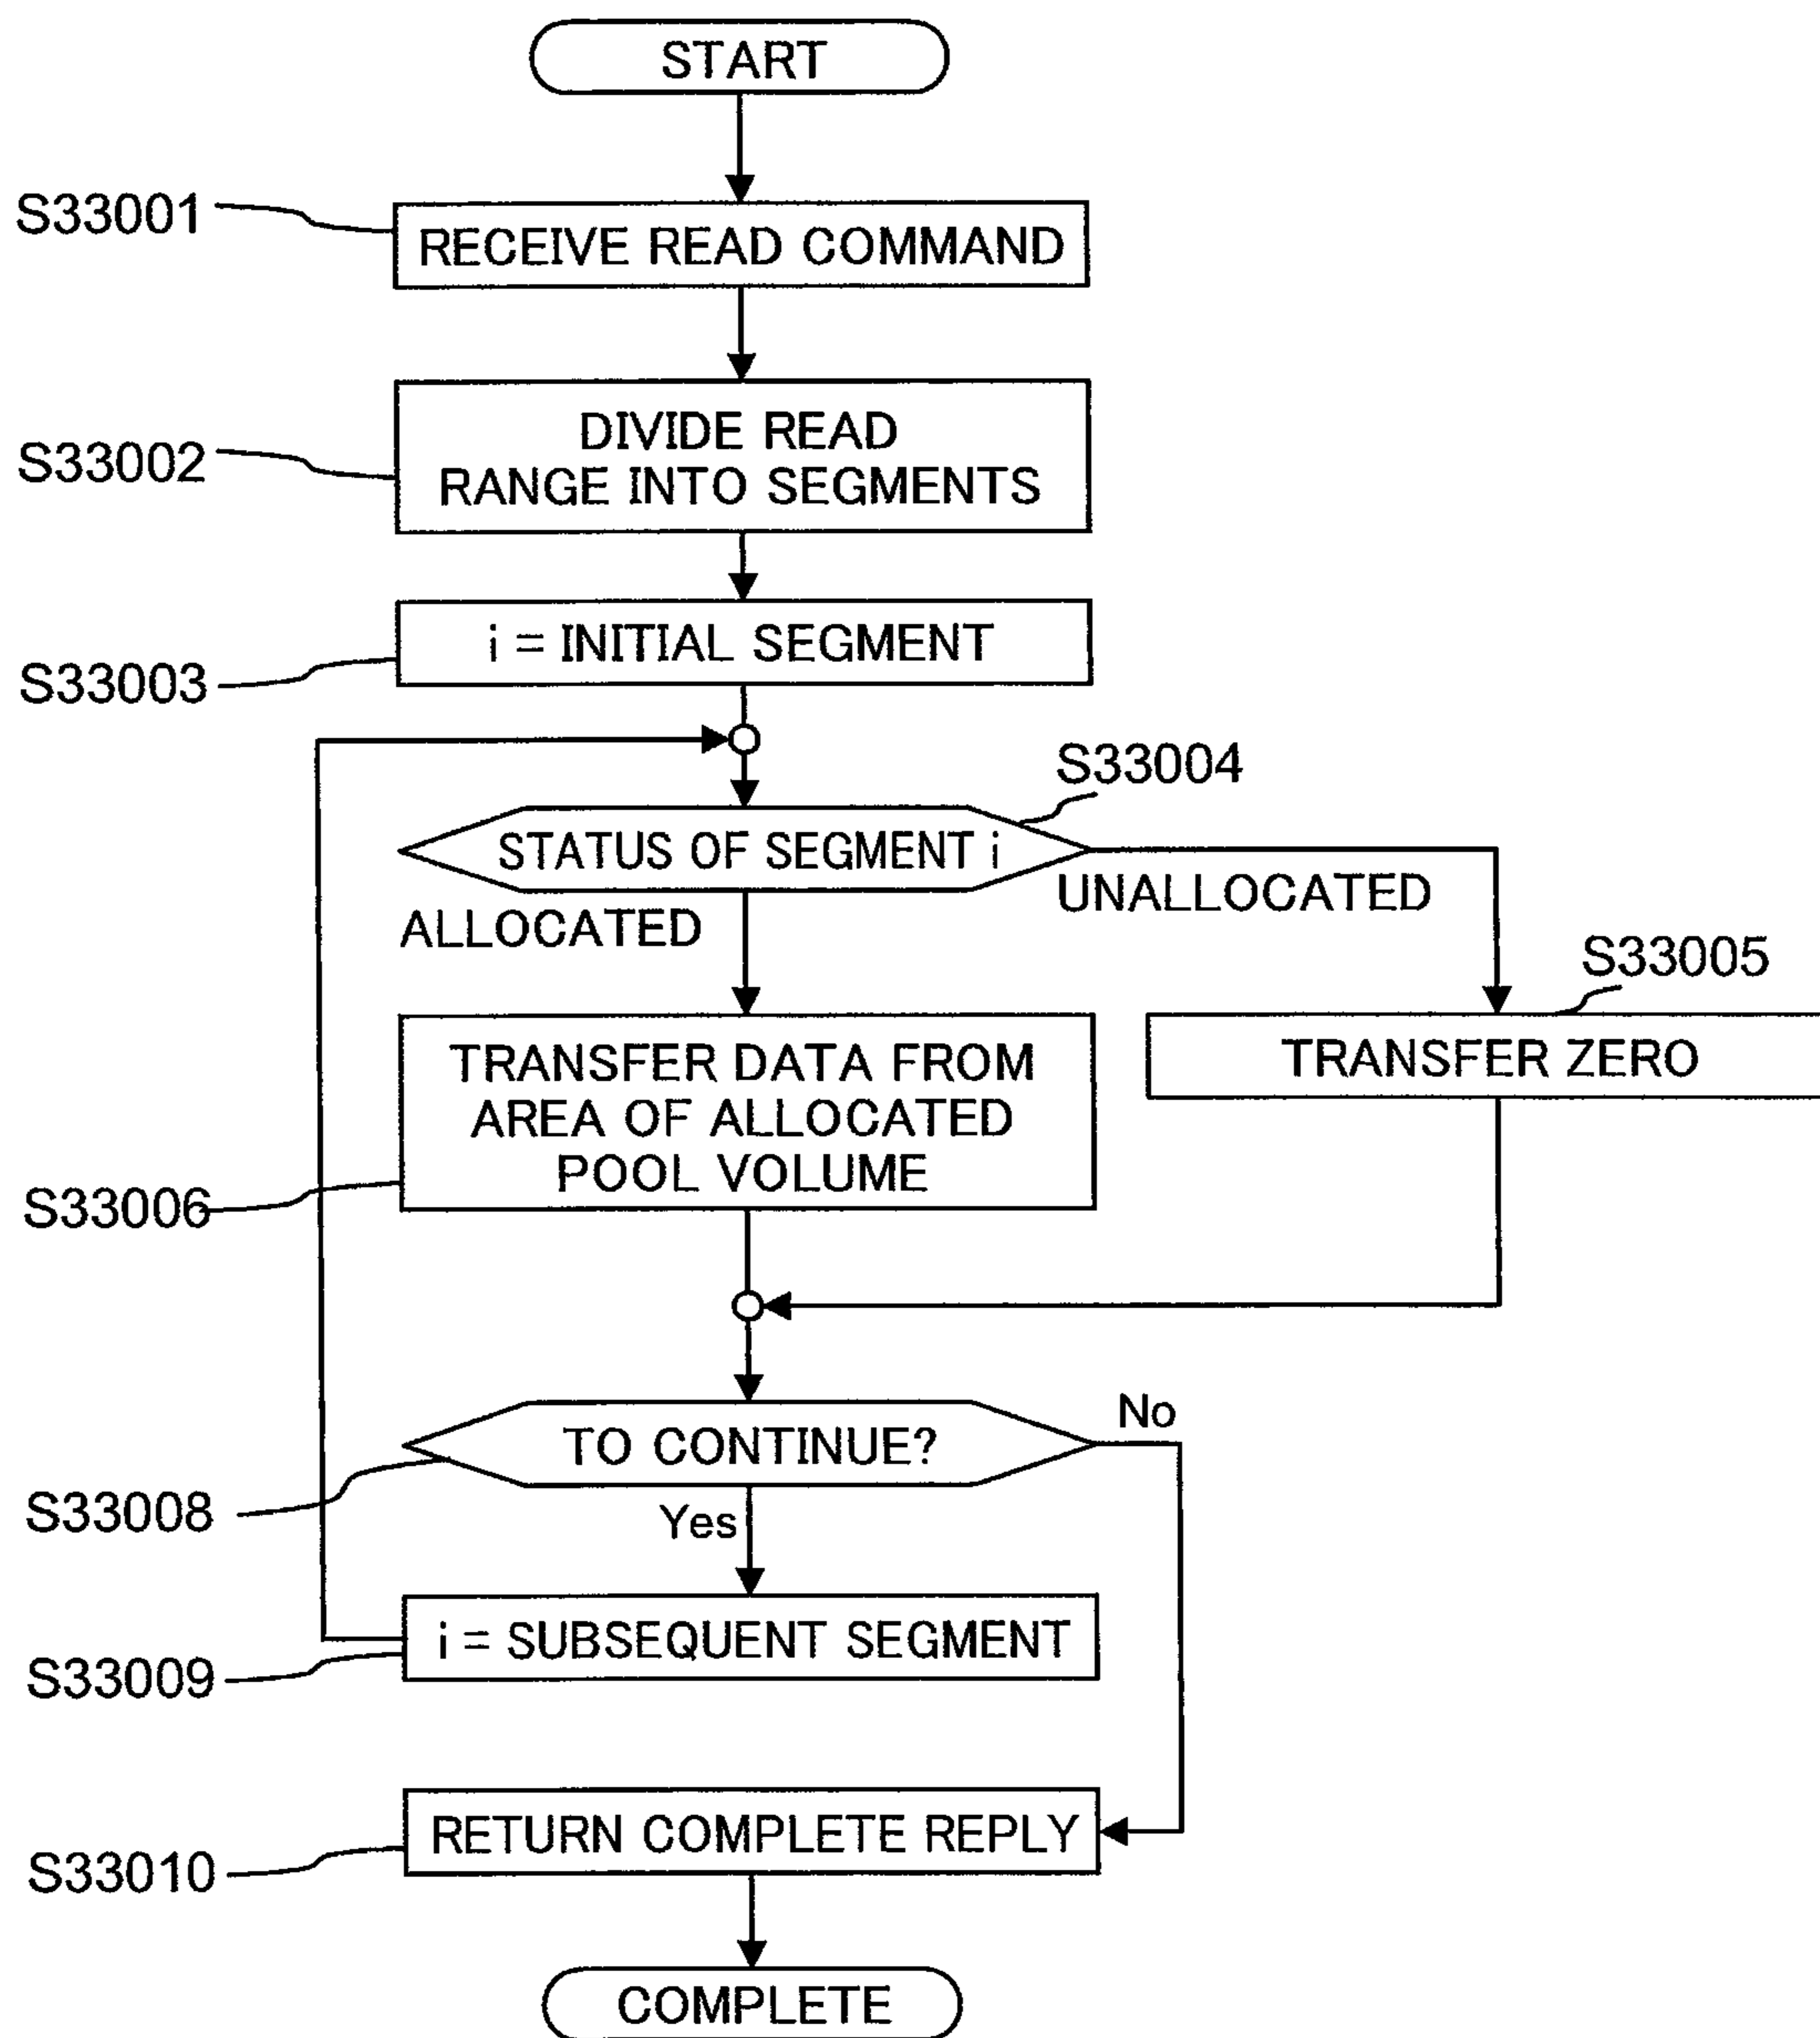 START
S33001
RECEIVE READ COMMAND
S33002
DIVIDE READ
RANGE INTO SEGMENTS
S33003
i = INITIAL SEGMENT
S33004
STATUS OF SEGMENT i
UNALLOCATED
ALLOCATED
S33005
TRANSFER ZERO
TRANSFER DATA FROM
AREA OF ALLOCATED
POOL VOLUME
S33006
No
TO CONTINUE?
S33008
Yes
i = SUBSEQUENT SEGMENT
S33009
RETURN COMPLETE REPLY
S33010
COMPLETE